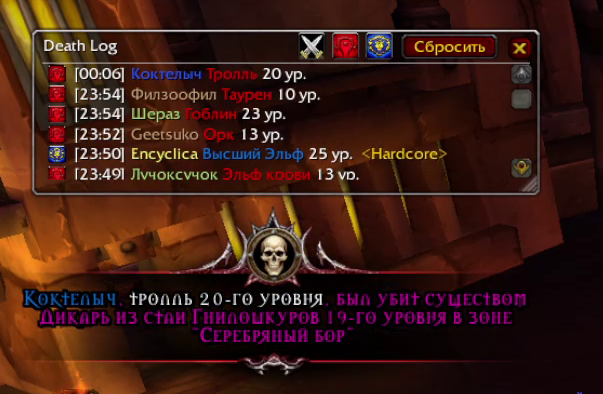 Death Log
Сбросить
[00:06] Коктелыч Тролль 20 ур.
[23:54] Филзоофил Таурен 10 ур.
[23:54] Шераз Гоблин 23 ур.
[23:52] Geetsuko Орк 13 ур.
[23:50] Encyclica Высший Эльф 25 ур. <Hardcore>
[23:49] Лучоксучок Эльф крови 13 ур.
Коктелыч, тролль 20-го уровня, был убит существом
Дикарь из стаи Гнилошкуров 19-го уровня в зоне
"Серебряный бор"